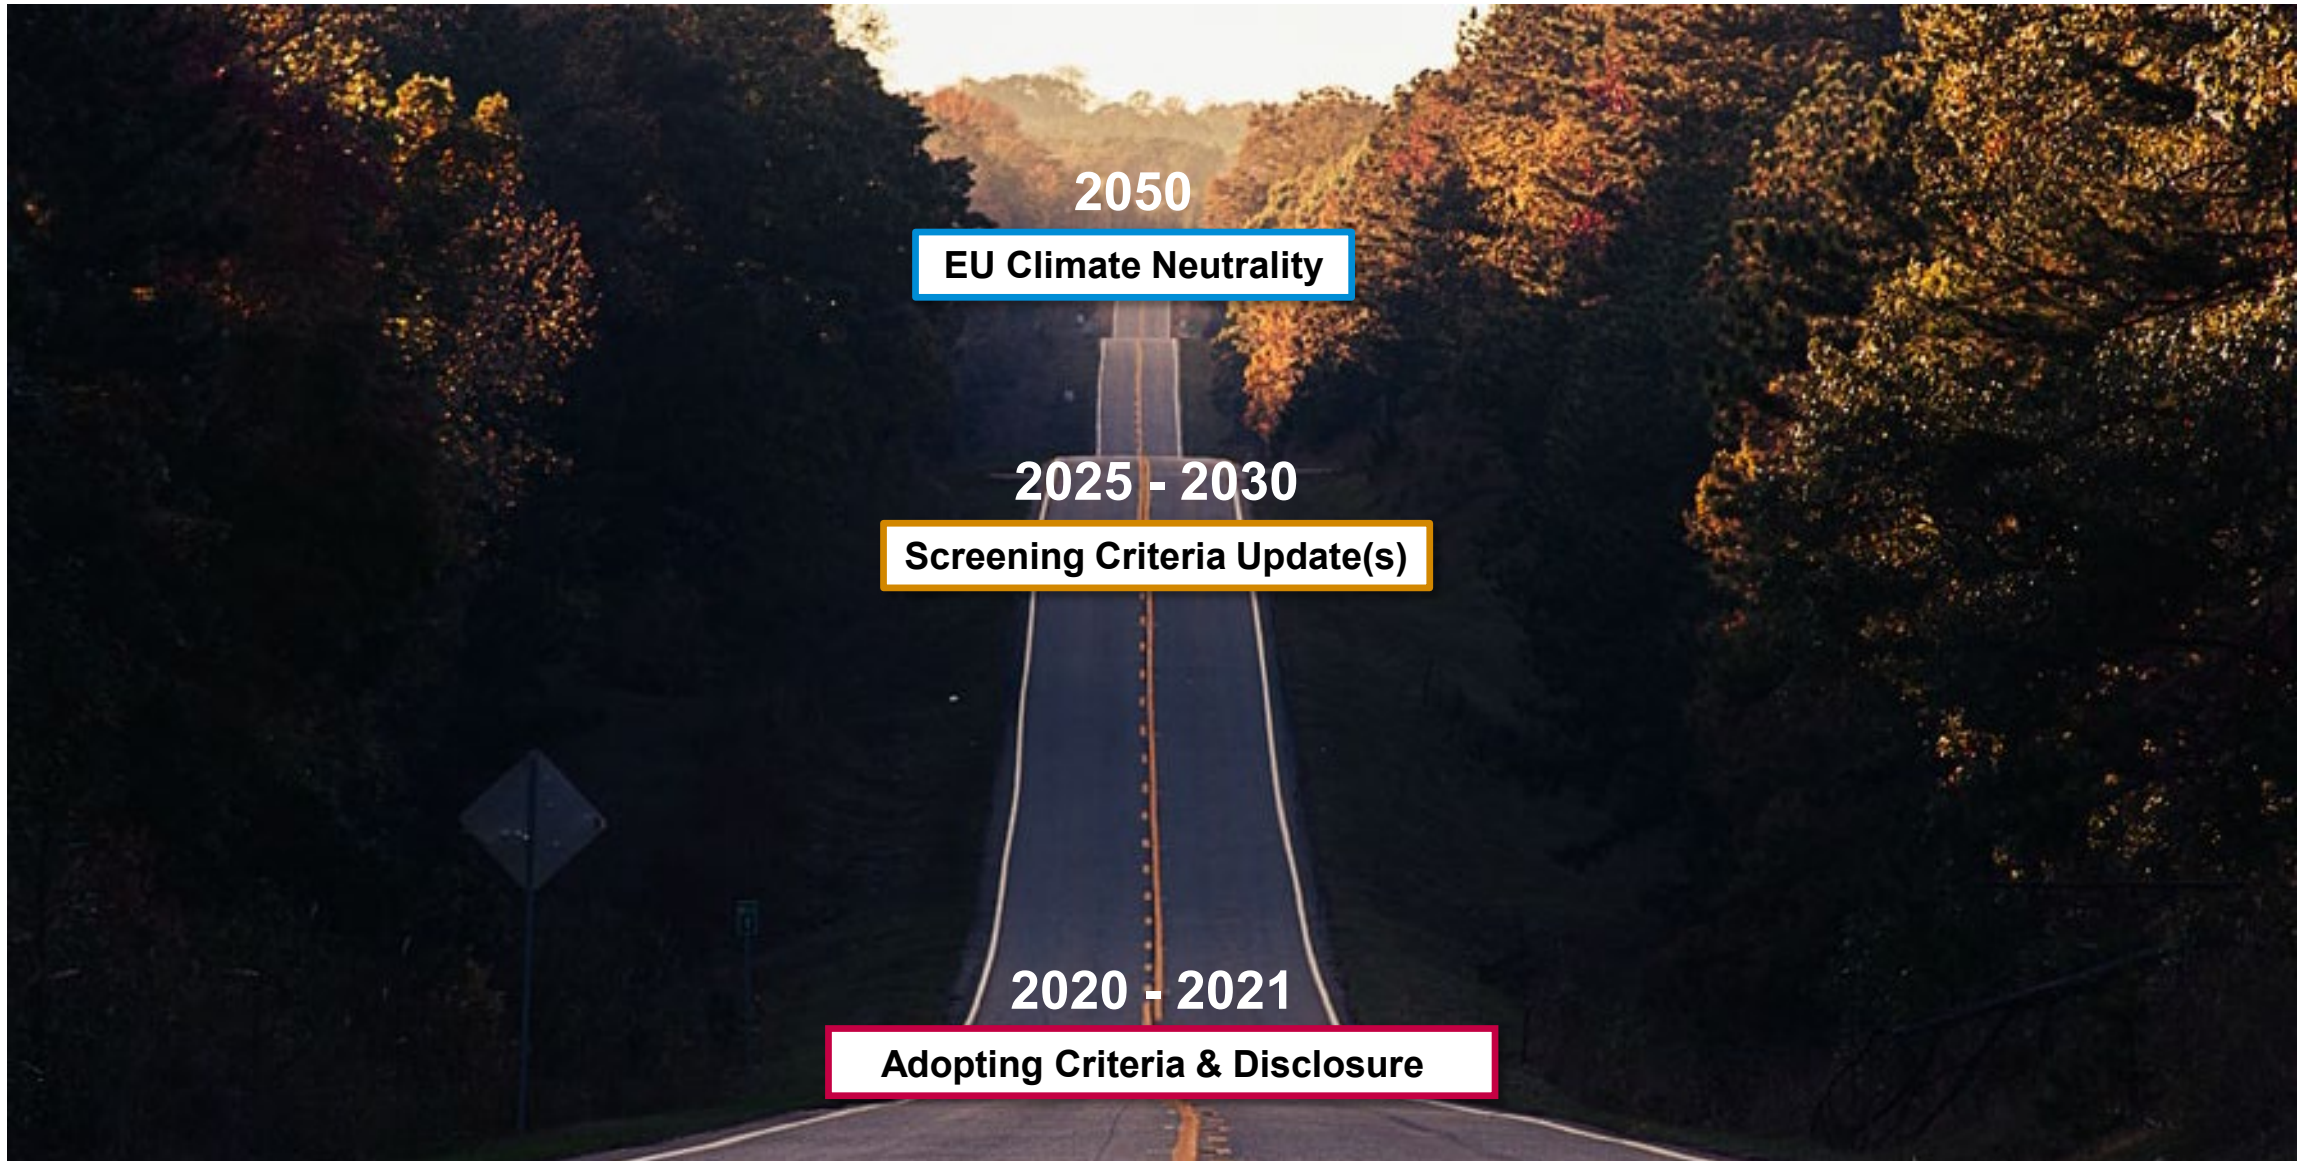 2050
EU Climate Neutrality
2025 - 2030
Screening Criteria Update(s)
2020 - 2021
Adopting Criteria & Disclosure